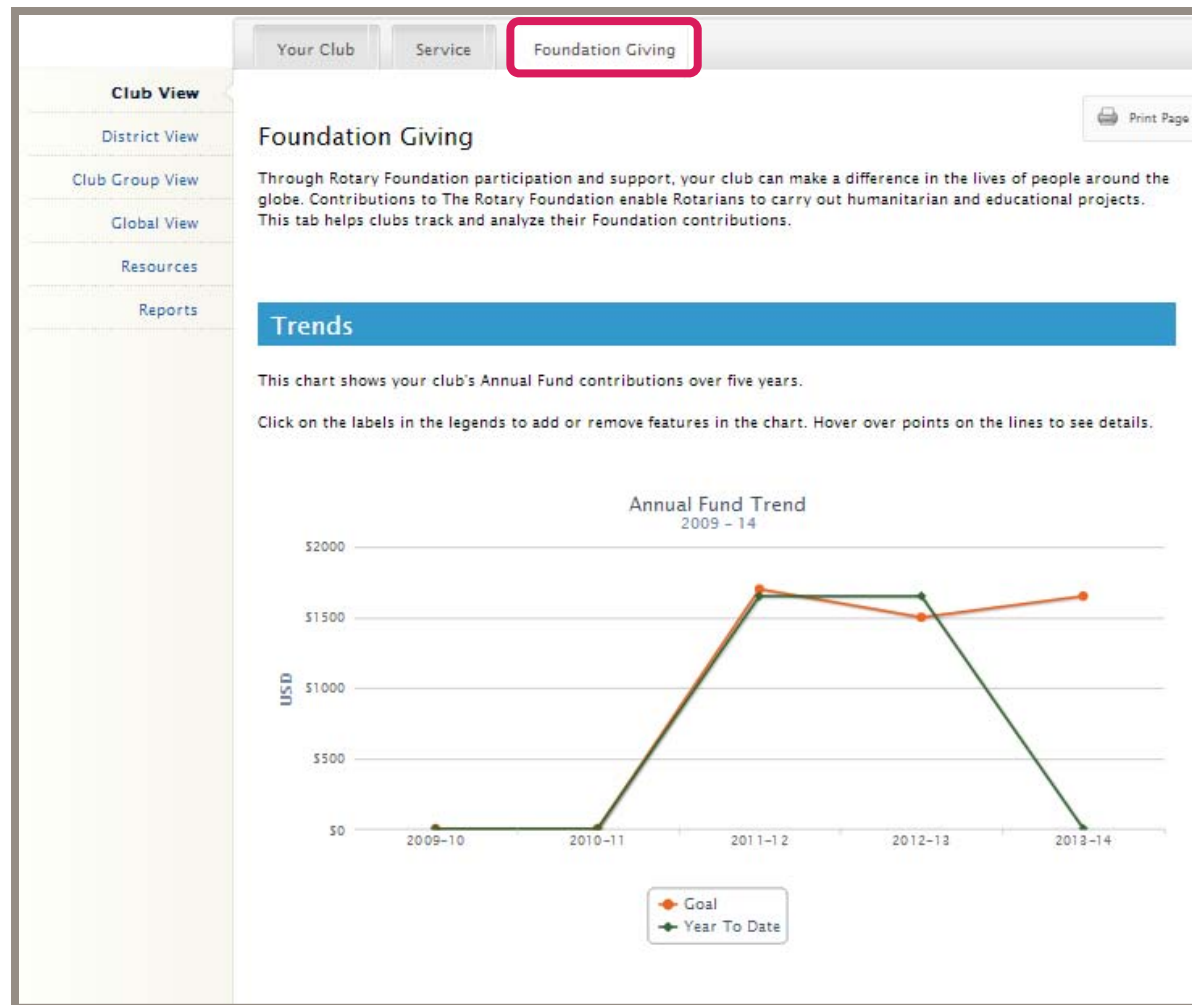 Your Club
Service
Foundation Giving
Club View
District View
Club Group View
Global View
Resources
Reports
Print Page
Foundation Giving
Through Rotary Foundation participation and support, your club can make a difference in the lives of people around the
globe. Contributions to The Rotary Foundation enable Rotarians to carry out humanitarian and educational projects.
This tab helps clubs track and analyze their Foundation contributions.
Trends
This chart shows your club's Annual Fund contributions over five years.
Click on the labels in the legends to add or remove features in the chart. Hover over points on the lines to see details.
Annual Fund Trend
2009 – 14
$2000
$1500
$1000
$500
$0
USD
2009-10
2010-11
2011-12
2012-13
2013-14
Goal
Year To Date